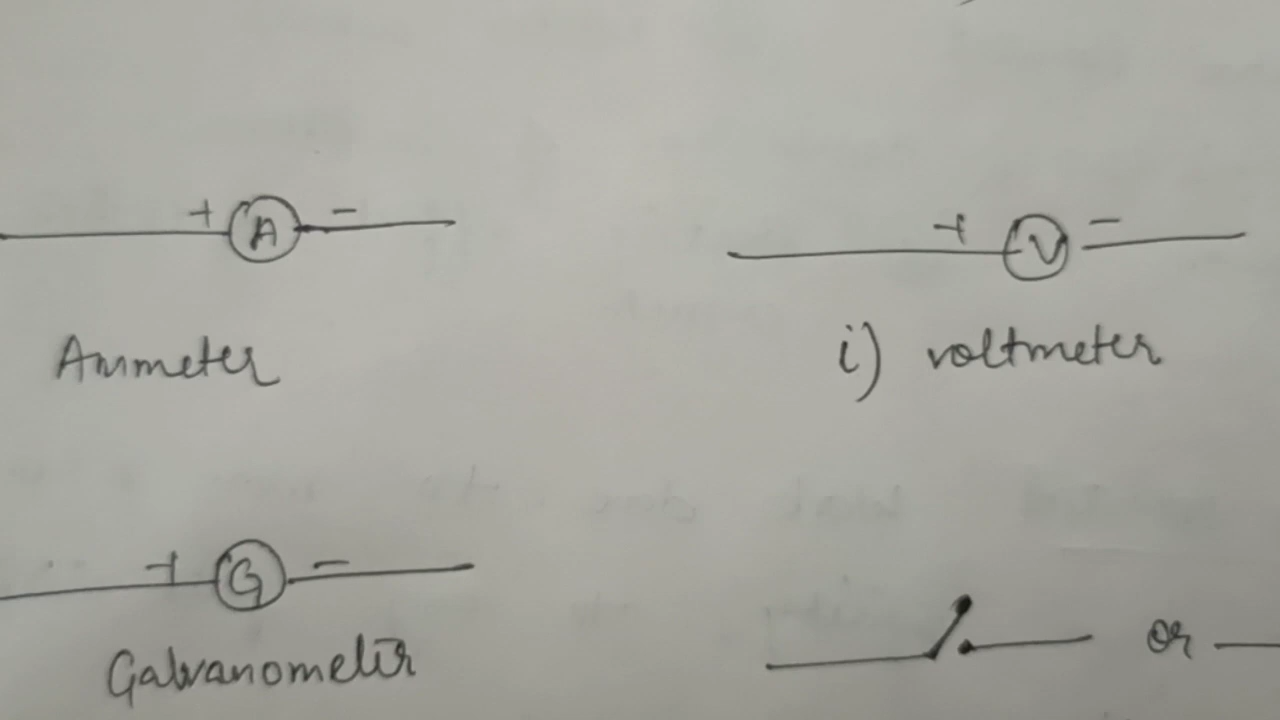 + A -
+ V -
Ammeter
i) voltmeter
+ G -
or
Galvanometer